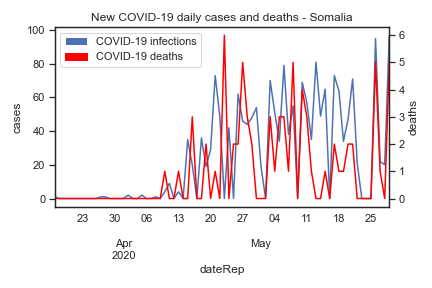 New COVID-19 daily cases and deaths - Somalia
COVID-19 infections
COVID-19 deaths
100
80
60
40
20
0
cases
6
5
4
3
2
1
0
deaths
23 30 06 13 20 27 04 11 18 25
Apr May
2020
dateRep